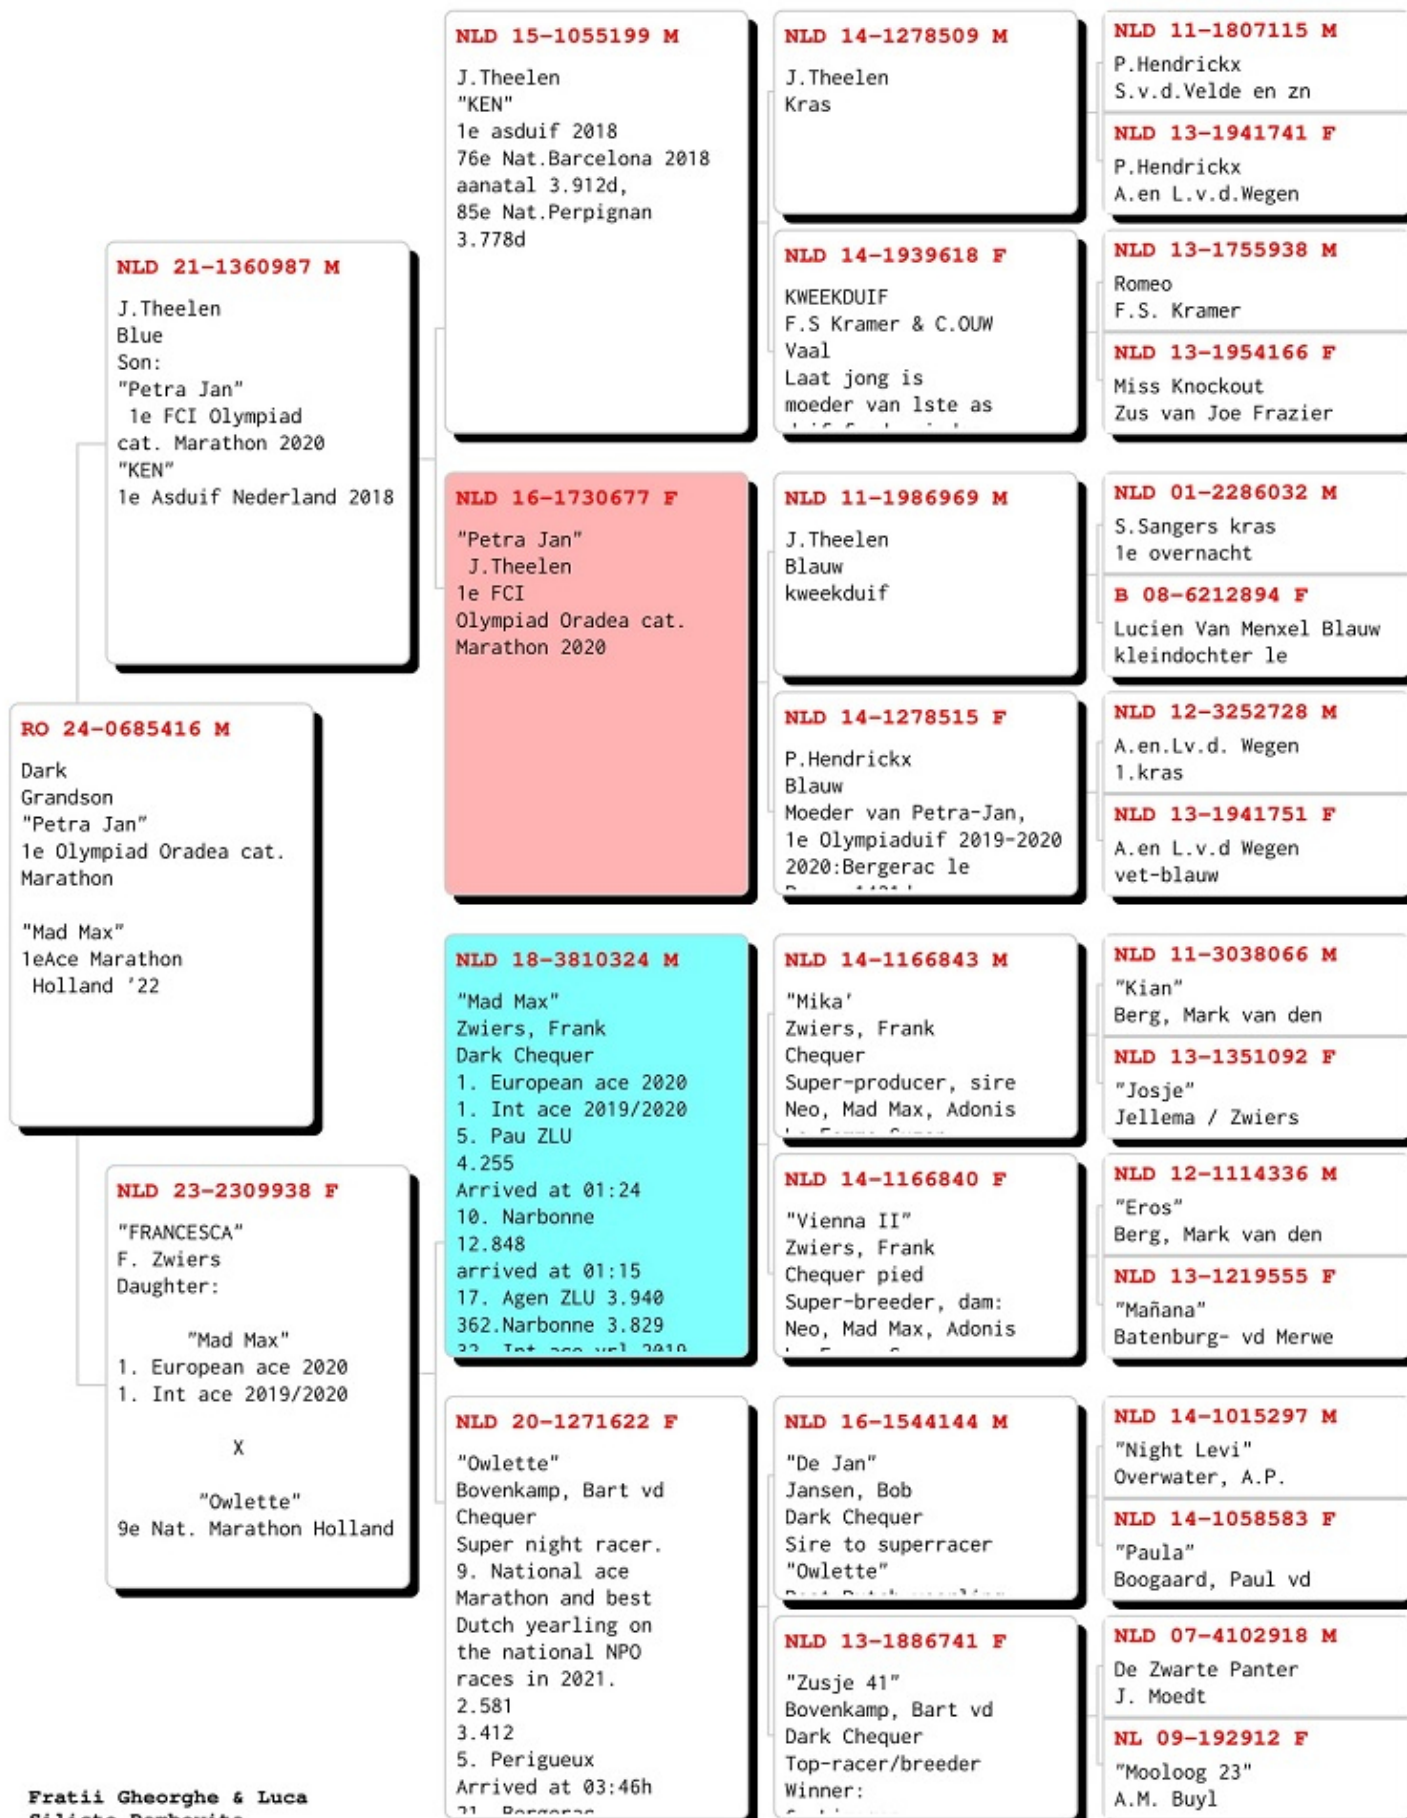 RO 24-0685416 M
Dark
Grandson
"Petra Jan"
1e Olympiad Oradea cat.
Marathon
"Mad Max"
1eAce Marathon
Holland '22
NLD 21-1360987 M
J.Theelen
Blue
Son:
"Petra Jan"
1e FCI Olympiad
cat. Marathon 2020
"KEN"
1e Asduif Nederland 2018
NLD 23-2309938 F
"FRANCESCA"
F. Zwiers
Daughter:
"Mad Max"
1. European ace 2020
1. Int ace 2019/2020
X
"Owlette"
9e Nat. Marathon Holland
NLD 15-1055199 M
J.Theelen
"KEN"
1e asduif 2018
76e Nat.Barcelona 2018
aanatal 3.912d,
85e Nat.Perpignan
3.778d
NLD 16-1730677 F
"Petra Jan"
J.Theelen
1e FCI
Olympiad Oradea cat.
Marathon 2020
NLD 18-3810324 M
"Mad Max"
Zwiers, Frank
Dark Chequer
1. European ace 2020
1. Int ace 2019/2020
5. Pau ZLU
4.255
Arrived at 01:24
10. Narbonne
12.848
arrived at 01:15
17. Agen ZLU 3.940
362.Narbonne 3.829
NLD 20-1271622 F
"Owlette"
Bovenkamp, Bart vd
Chequer
Super night racer.
9. National ace
Marathon and best
Dutch yearling on
the national NPO
races in 2021.
2.581
3.412
5. Perigueux
Arrived at 03:46h
NLD 14-1278509 M
J.Theelen
Kras
NLD 14-1939618 F
KWEEKDUIF
F.S Kramer & C.OUW
Vaal
Laat jong is
moeder van lste as
NLD 11-1986969 M
J.Theelen
Blauw
kweekduif
NLD 14-1278515 F
P.Hendrickx
Blauw
Moeder van Petra-Jan,
1e Olympiaduif 2019-2020
2020:Bergerac le
NLD 14-1166843 M
"Mika'
Zwiers, Frank
Chequer
Super-producer, sire
Neo, Mad Max, Adonis
NLD 14-1166840 F
"Vienna II"
Zwiers, Frank
Chequer pied
Super-breeder, dam:
Neo, Mad Max, Adonis
NLD 16-1544144 M
"De Jan"
Jansen, Bob
Dark Chequer
Sire to superracer
"Owlette"
NLD 13-1886741 F
"Zusje 41"
Bovenkamp, Bart vd
Dark Chequer
Top-racer/breeder
Winner:
NLD 11-1807115 M
P.Hendrickx
S.v.d.Velde en zn
NLD 13-1941741 F
P.Hendrickx
A.en L.v.d.Wegen
NLD 13-1755938 M
Romeo
F.S. Kramer
NLD 13-1954166 F
Miss Knockout
Zus van Joe Frazier
NLD 01-2286032 M
S.Sangers kras
1e overnacht
B 08-6212894 F
Lucien Van Menxel Blauw
kleindochter le
NLD 12-3252728 M
A.en.Lv.d. Wegen
1.kras
NLD 13-1941751 F
A.en L.v.d Wegen
vet-blauw
NLD 11-3038066 M
"Kian"
Berg, Mark van den
NLD 13-1351092 F
"Josje"
Jellema / Zwiers
NLD 12-1114336 M
"Eros"
Berg, Mark van den
NLD 13-1219555 F
"Mañana"
Batenburg- vd Merwe
NLD 14-1015297 M
"Night Levi"
Overwater, A.P.
NLD 14-1058583 F
"Paula"
Boogaard, Paul vd
NLD 07-4102918 M
De Zwarte Panter
J. Moedt
NL 09-192912 F
"Mooloog 23"
A.M. Buyl
Fratii Gheorghe & Luca